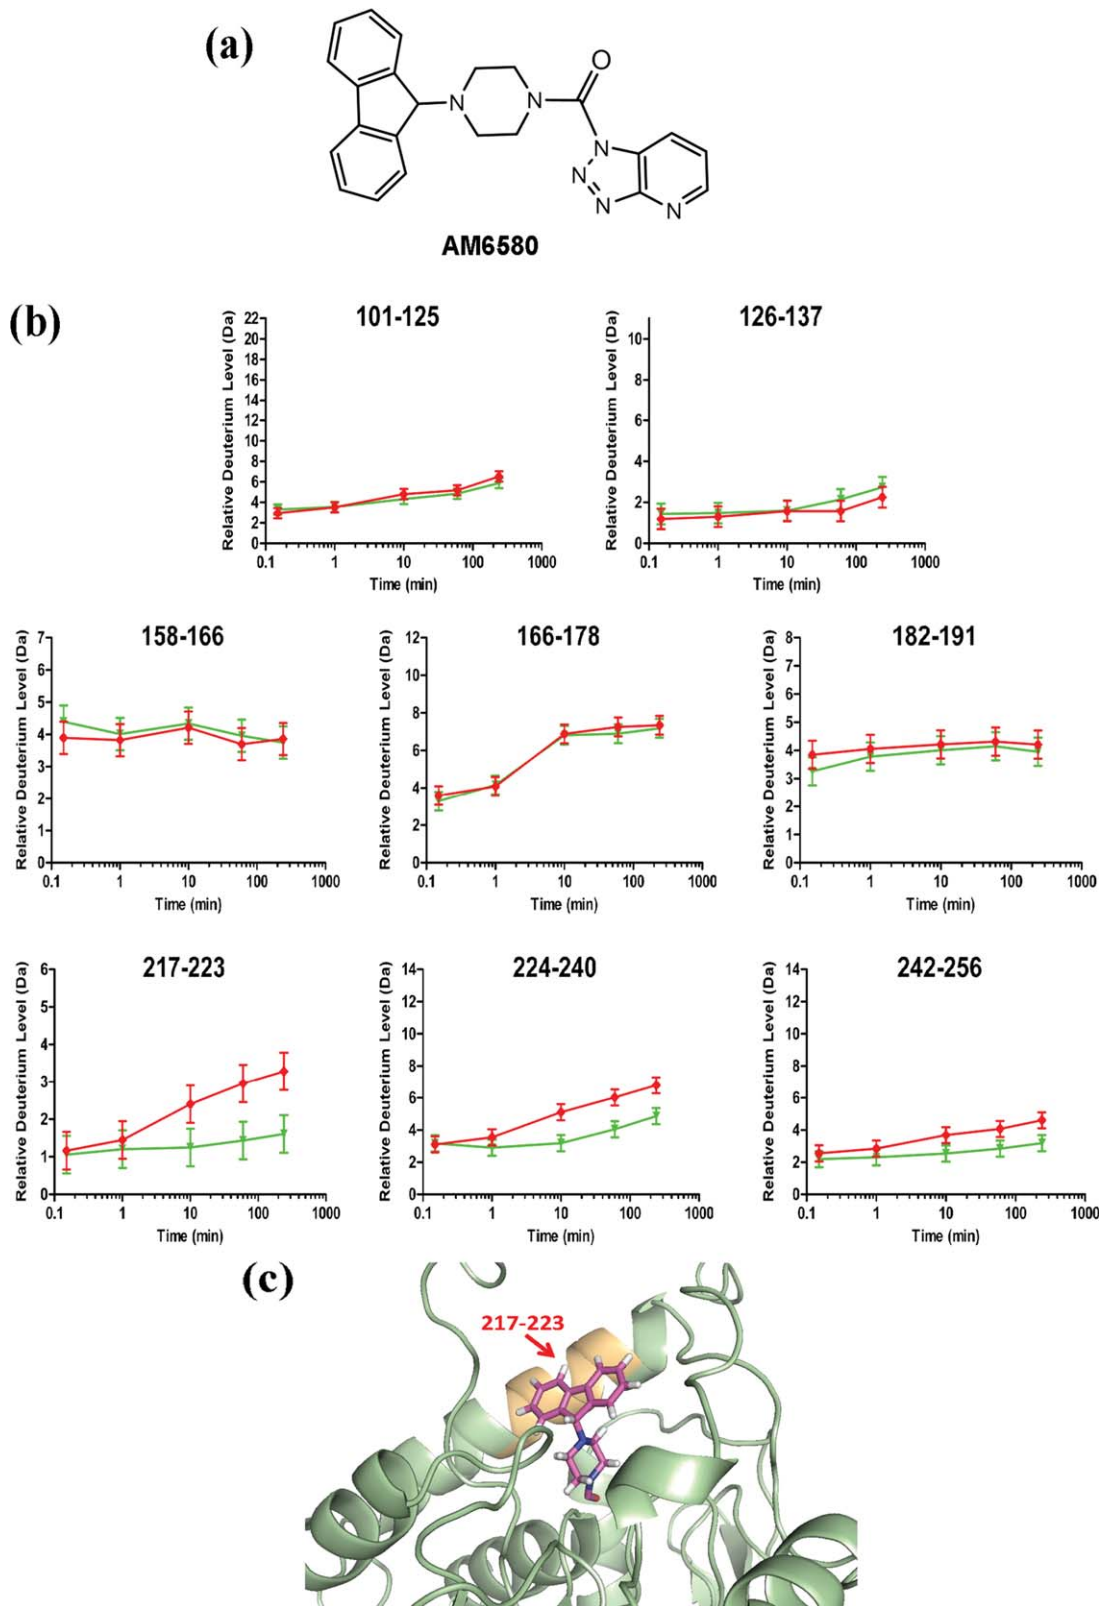 (a)
O
N
N
N
N
N
N
AM6580
(b)
101-125
Relative Deuterium Level (Da)
22
20
18
16
14
12
10
8
6
4
2
0
0.1 1 10 100 1000
Time (min)
126-137
Relative Deuterium Level (Da)
10
8
6
4
2
0
0.1 1 10 100 1000
Time (min)
158-166
Relative Deuterium Level (Da)
7
6
5
4
3
2
1
0
0.1 1 10 100 1000
Time (min)
166-178
Relative Deuterium Level (Da)
12
10
8
6
4
2
0
0.1 1 10 100 1000
Time (min)
182-191
Relative Deuterium Level (Da)
8
7
6
5
4
3
2
1
0
0.1 1 10 100 1000
Time (min)
217-223
Relative Deuterium Level (Da)
6
5
4
3
2
1
0
0.1 1 10 100 1000
Time (min)
224-240
Relative Deuterium Level (Da)
14
12
10
8
6
4
2
0
0.1 1 10 100 1000
Time (min)
242-256
Relative Deuterium Level (Da)
14
12
10
8
6
4
2
0
0.1 1 10 100 1000
Time (min)
(c)
217-223